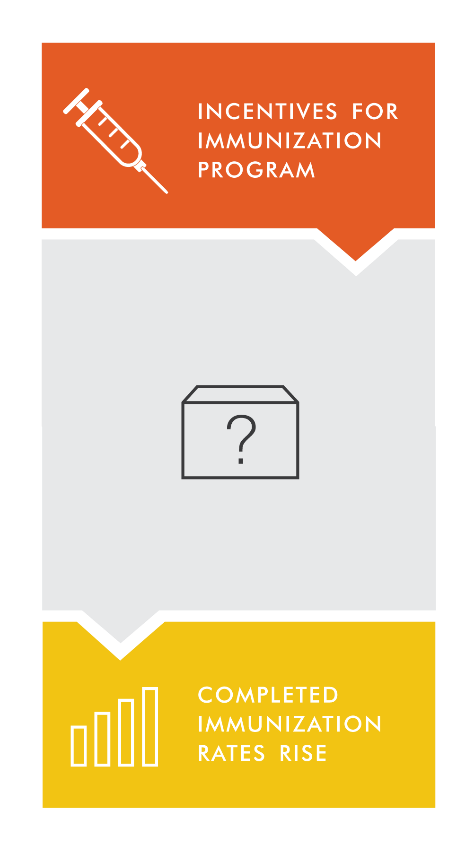 INCENTIVES FOR
IMMUNIZATION
PROGRAM
?
COMPLETED
IMMUNIZATION
RATES RISE